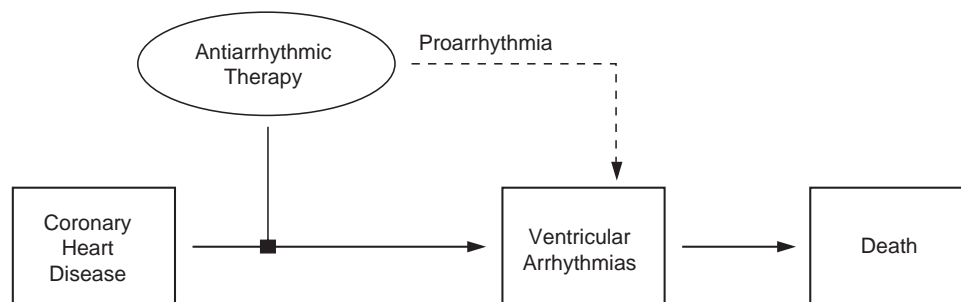 Antiarrhythmic
Therapy
Proarrhythmia
Coronary
Heart
Disease
Ventricular
Arrhythmias
Death